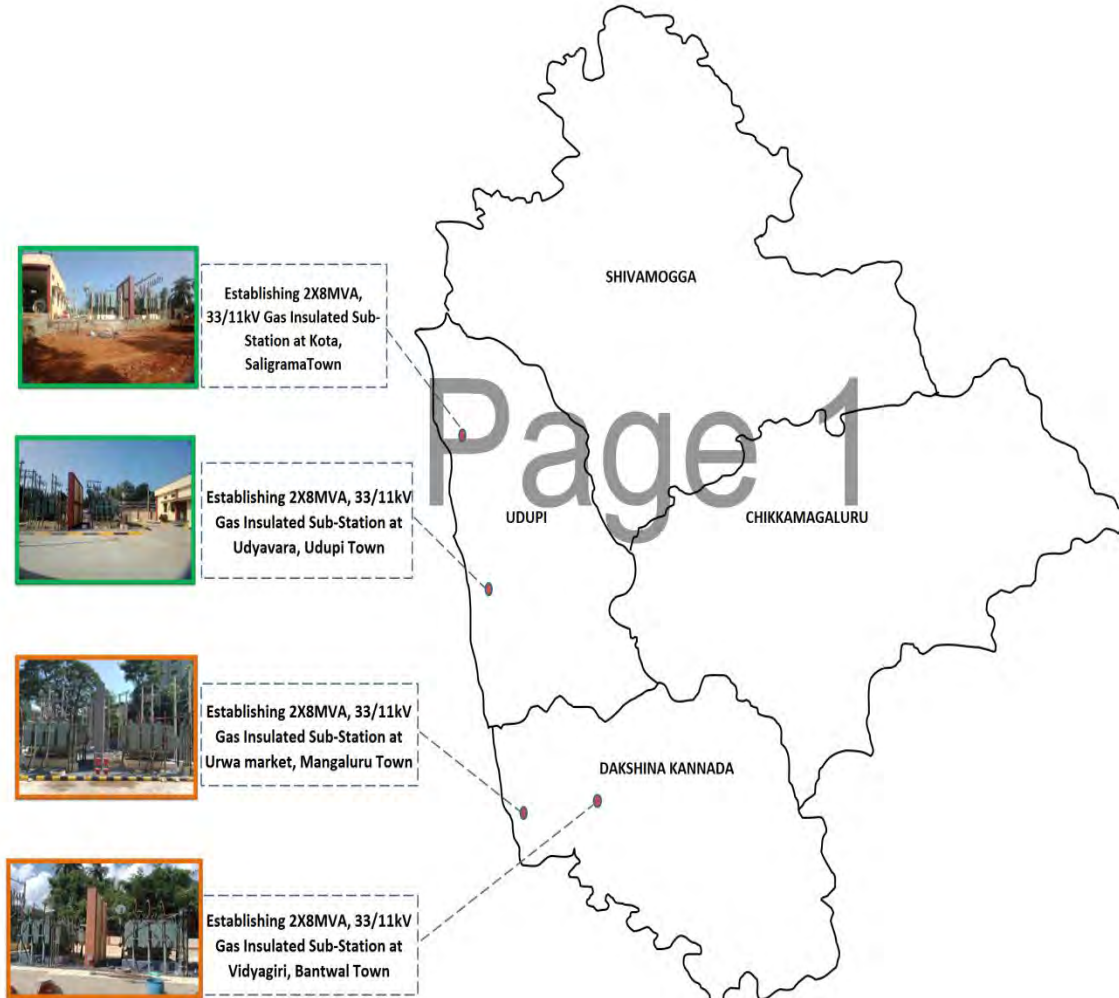 SHIVAMOGGA
Establishing 2X8MVA,
33/11kV Gas Insulated Sub-
Station at Kota,
SaligramaTown
Page 1
Establishing 2X8MVA, 33/11kV
Gas Insulated Sub-Station at
Udyavara, Udupi Town
UDUPI
CHIKKAMAGALURU
Establishing 2X8MVA, 33/11kV
Gas Insulated Sub-Station at
Urwa market, Mangaluru Town
DAKSHINA KANNADA
Establishing 2X8MVA, 33/11kV
Gas Insulated Sub-Station at
Vidyagiri, Bantwal Town